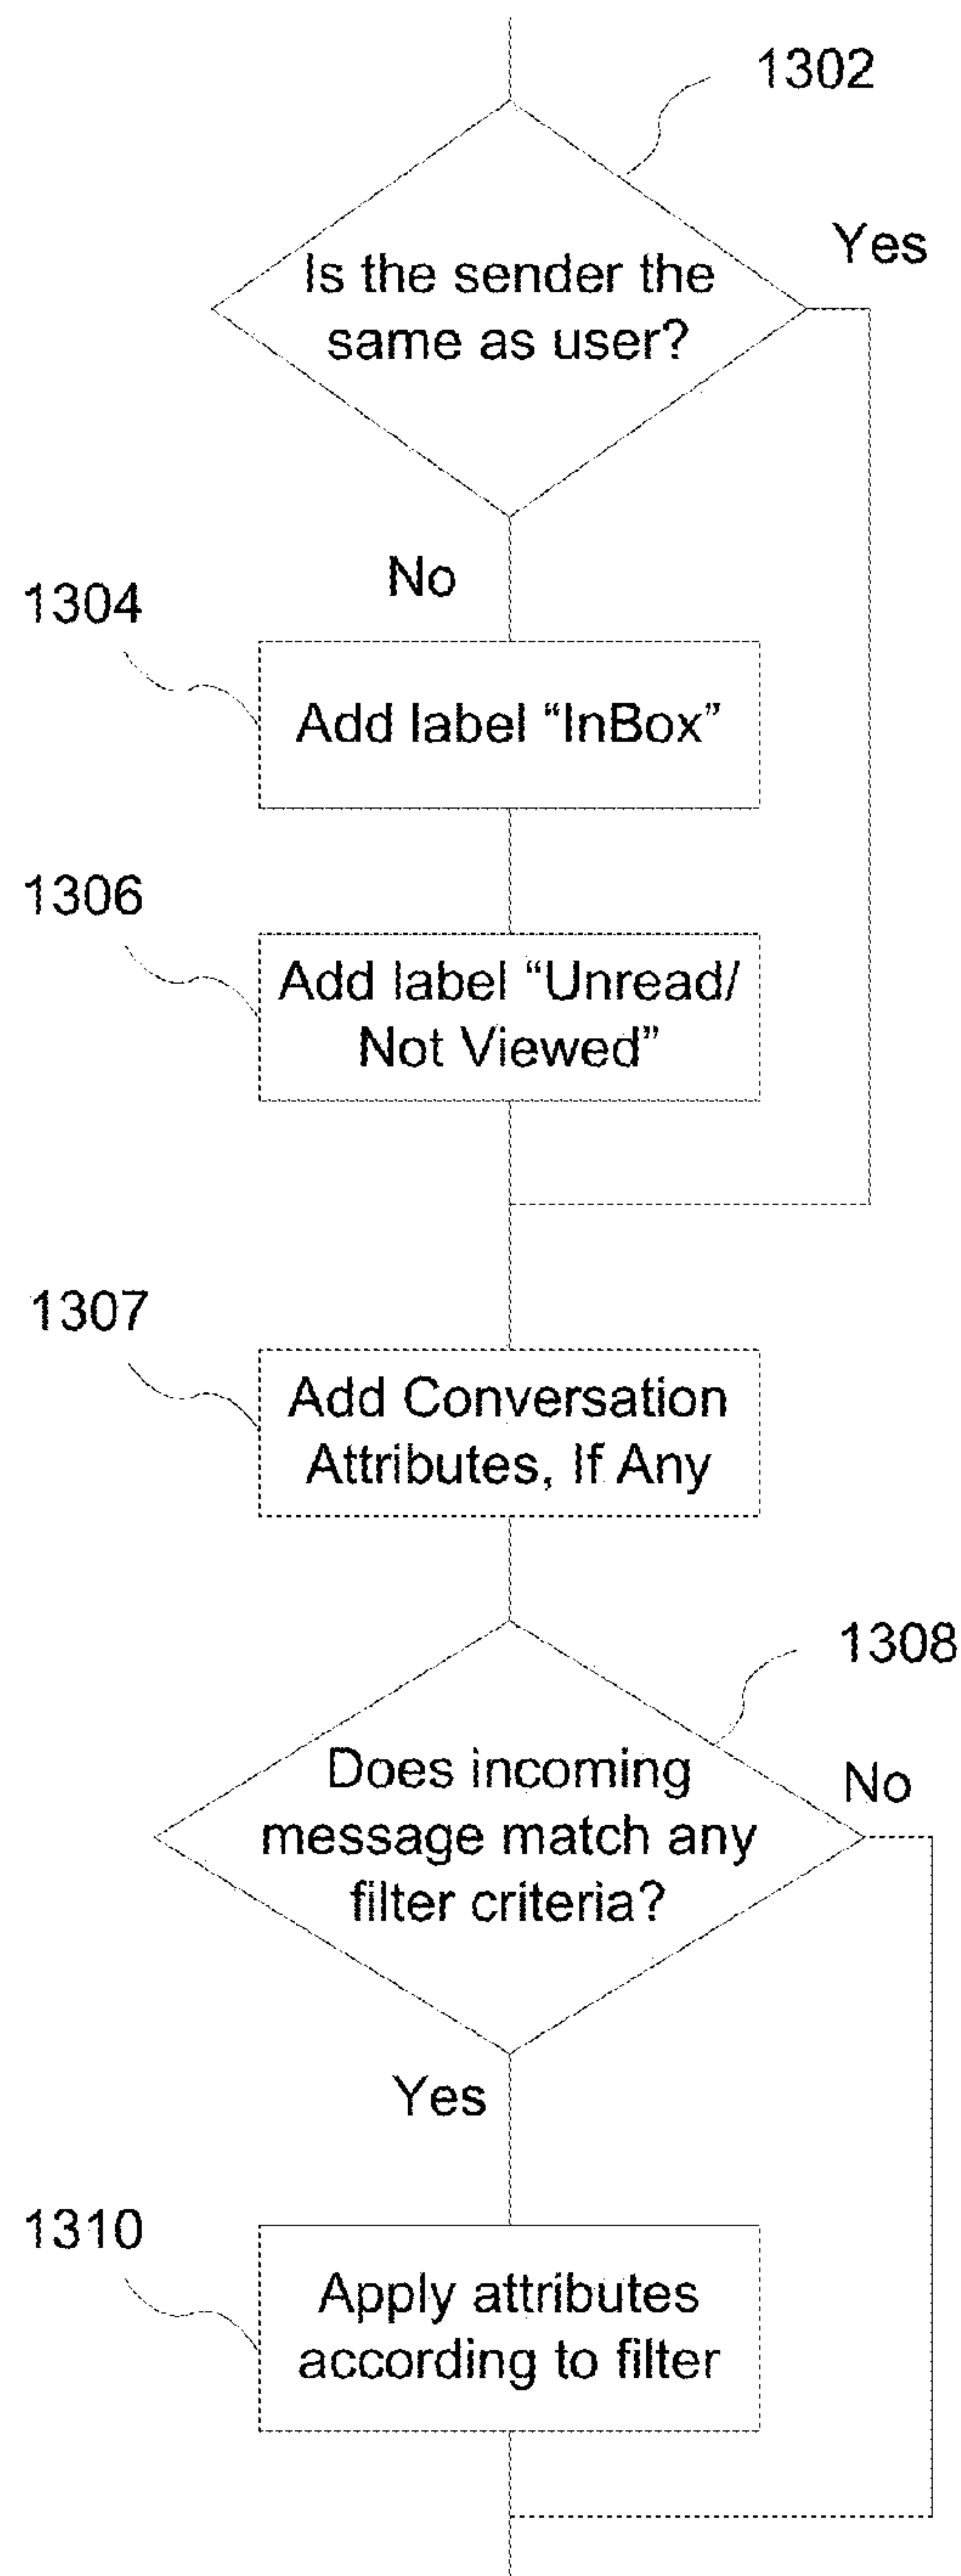 1302
Is the sender the
same as user?
Yes
No
1304
Add label “InBox”
1306
Add label “Unread/
Not Viewed”
1307
Add Conversation
Attributes, If Any
1308
Does incoming
message match any
filter criteria?
No
Yes
1310
Apply attributes
according to filter